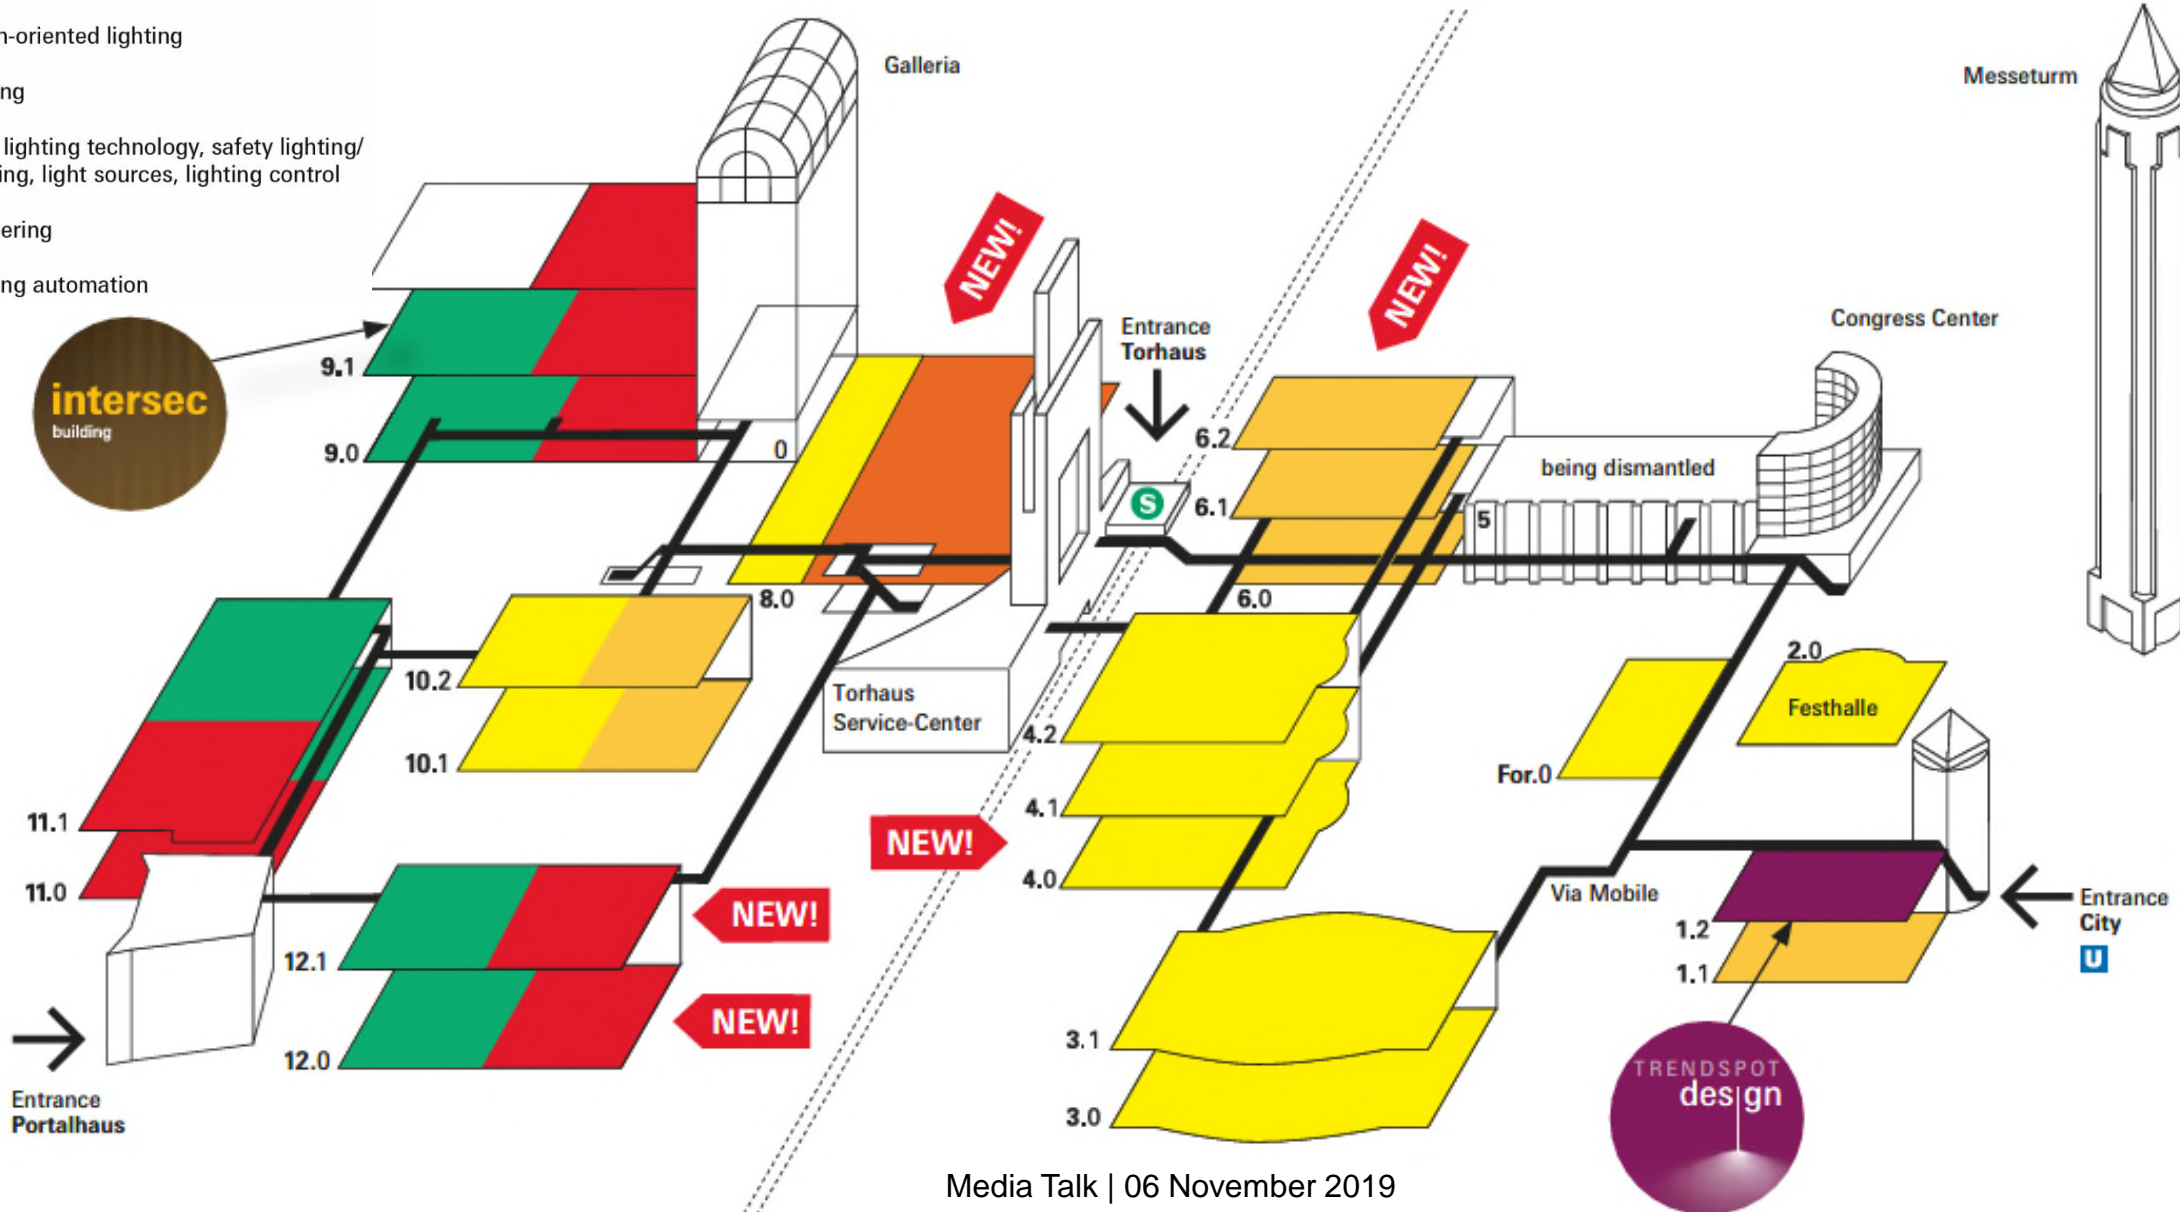 n-oriented lighting
ng
lighting technology, safety lighting/
ing, light sources, lighting control
ering
ng automation
Galleria
Messeturm
NEW!
NEW!
Entrance
Torhaus
Congress Center
intersec
building
9.1
9.0
0
6.2
being dismantled
S
6.1
5
8.0
6.0
10.2
2.0
Torhaus
Service-Center
Festhalle
4.2
10.1
For.0
11.1
4.1
NEW!
11.0
4.0
Via Mobile
Entrance
City
U
NEW!
1.2
12.1
1.1
NEW!
3.1
12.0
TRENDSPOT
design
Entrance
Portalhaus
3.0
Media Talk | 06 November 2019